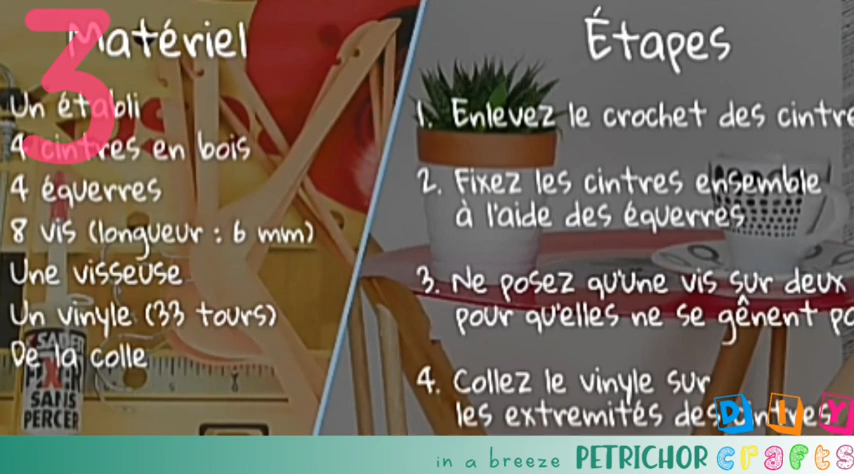 3
Matériel
Un établi
4 cintres en bois
4 équerres
8 vis (longueur : 6 mm)
Une visseuse
Un vinyle (33 tours)
De la colle
SANS
PERCER
Étapes
1. Enlevez le crochet des cintre
2. Fixez les cintres ensemble
à l'aide des équerres
3. Ne posez qu'une vis sur deux
pour qu'elles ne se gênent pa
4. Collez le vinyle sur
les extremités des cintres
DIY
in a breeze PETRICHOR crafts